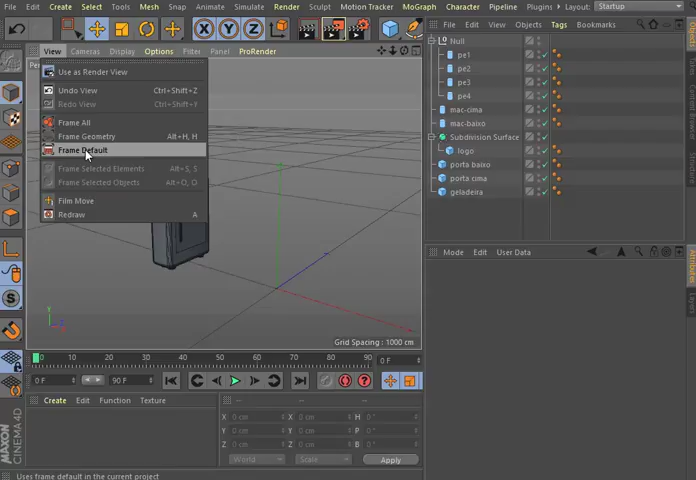 Create Select Tools Mesh Snap Animate Simulate Render Sculpt Motion Tracker MoGraph Character Pipeline Layout: Startup
File Edit View Objects Tags Bookmarks
View Cameras Display Options Filter Panel ProRender
Use as Render View
Undo View Ctrl+Shift+Z
Redo View Ctrl+Shift+Y
Frame All
Frame Geometry Alt+H, H
Frame Default
Frame Selected Elements Alt+S, S
Frame Selected Objects Alt+O, O
Film Move
Redraw A
Null
pe1
pe2
pe3
pe4
mac-cima
mac-baixo
Subdivision Surface
logo
porta baixo
porta cima
geladeira
Mode Edit User Data
Objects
Structure
Attributes
Layers
Y
Z
Grid Spacing : 1000 cm
0 10 20 30 40 50 60 70 80 90
0 F
0 F 90 F
Create Edit Function Texture
-- -- --
X 0 cm X 0 cm H 0 °
Y 0 cm Y 0 cm P 0 °
Z 0 cm Z 0 cm B 0 °
World Scale Apply
MAXON
CINEMA4D
Uses frame default in the current project